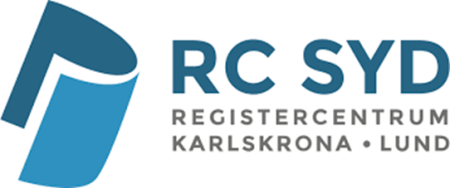 RC SYD
REGISTERCENTRUM
KARLSKRONA • LUND